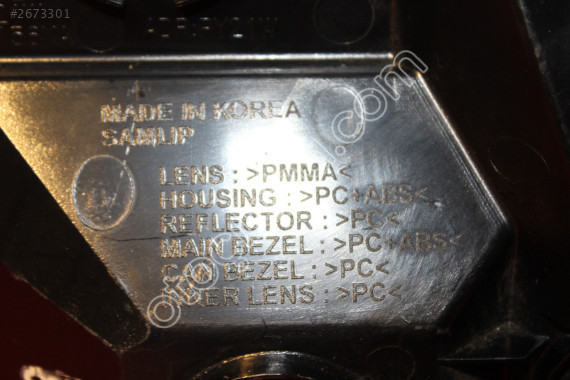 #2673301
MADE IN KOREA
SAMLIP
LENS : >PMMA<
HOUSING : >PC+ABS<
REFLECTOR : >PC<
MAIN BEZEL : >PC+ABS<
CAN BEZEL : >PC<
LENS : >PC<